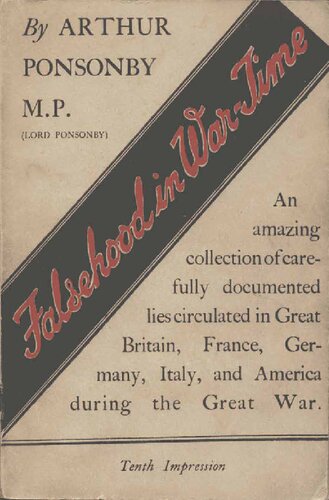 By ARTHUR
PONSONBY
M.P.
(LORD PONSONBY)
Falsehood in War-Time
An
amazing
collection of care-
fully documented
lies circulated in Great
Britain, France, Ger-
many, Italy, and America
during the Great War.
Tenth Impression